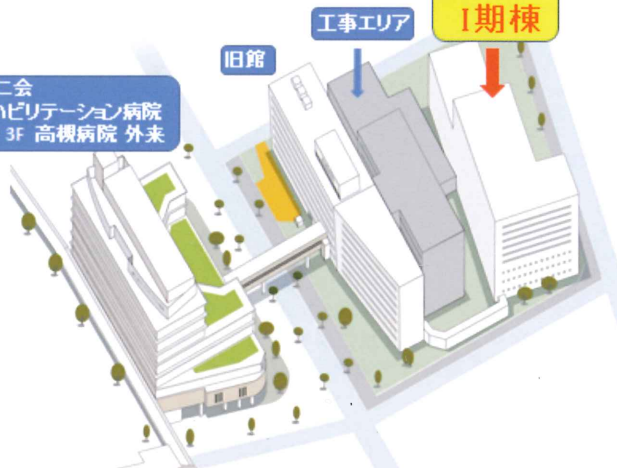 I期棟
工事エリア
旧館
二会
ハビリテーション病院
3F 高槻病院 外来